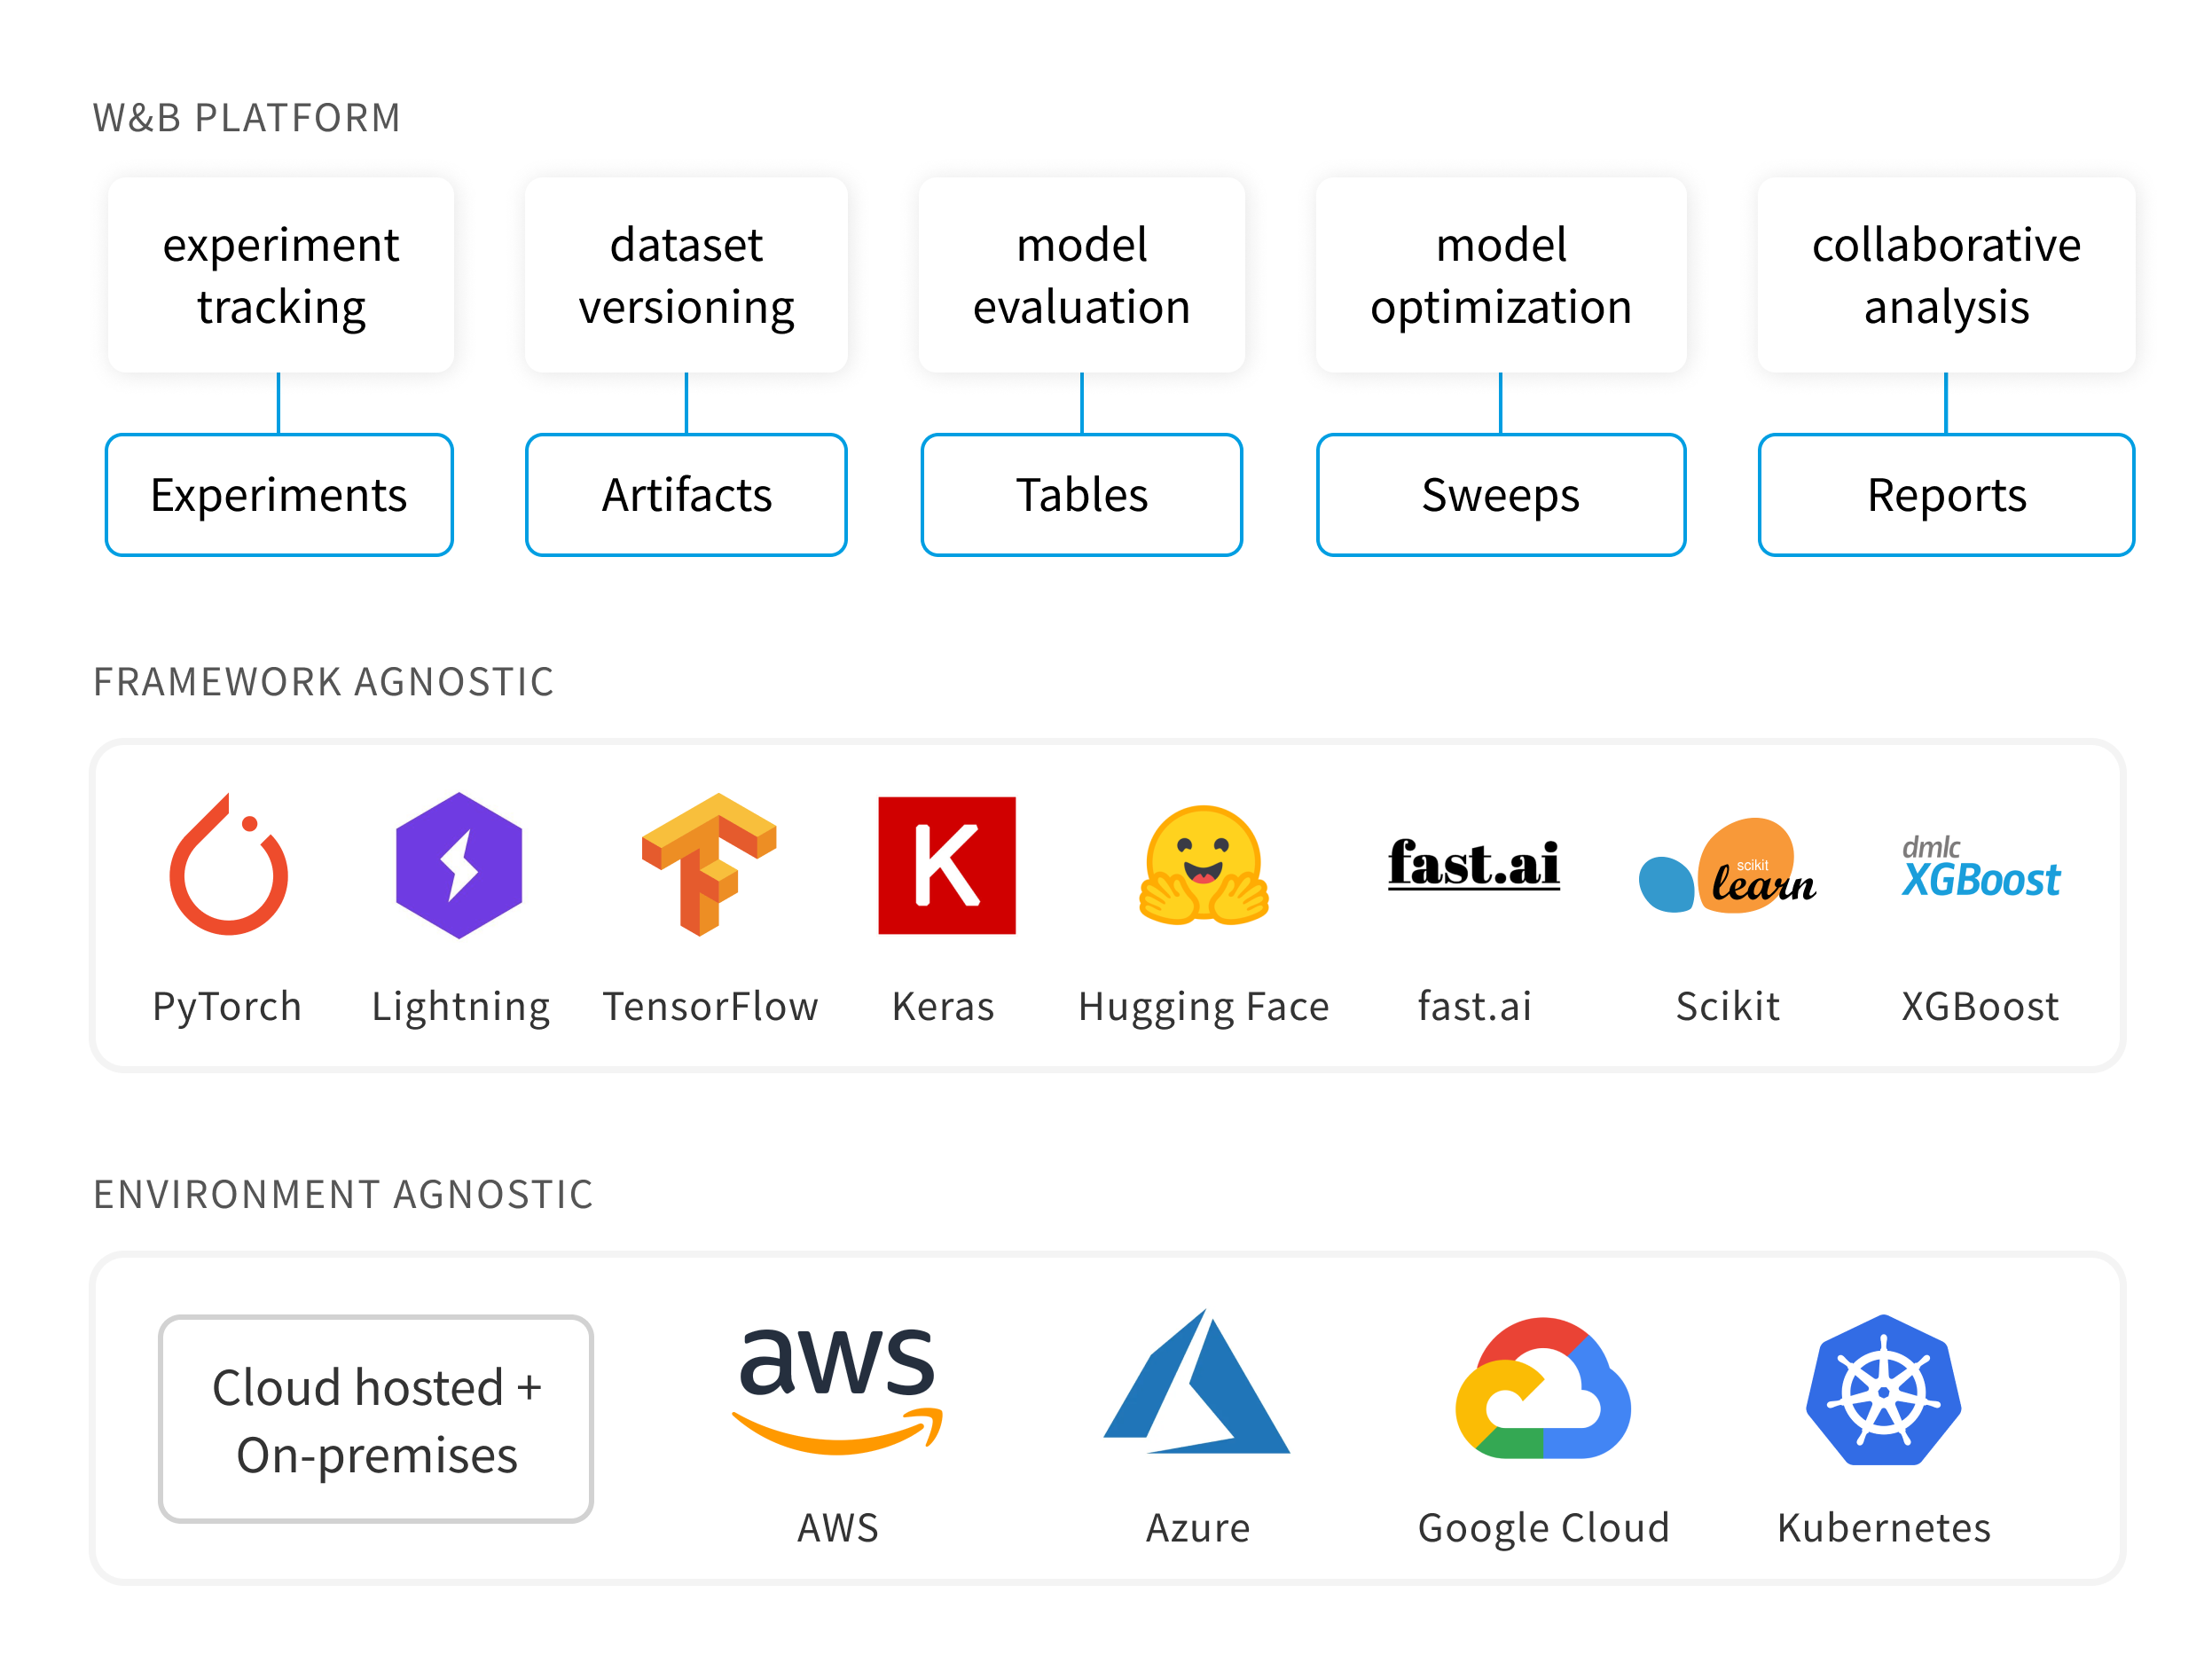 W&B PLATFORM
experiment
tracking
dataset
versioning
model
evaluation
model
optimization
collaborative
analysis
Experiments
Artifacts
Tables
Sweeps
Reports
FRAMEWORK AGNOSTIC
K
fast.ai
scikit
learn
dmlc
XGBoost
PyTorch
Lightning
TensorFlow
Keras
Hugging Face
fast.ai
Scikit
XGBoost
ENVIRONMENT AGNOSTIC
Cloud hosted +
On-premises
aws
AWS
Azure
Google Cloud
Kubernetes